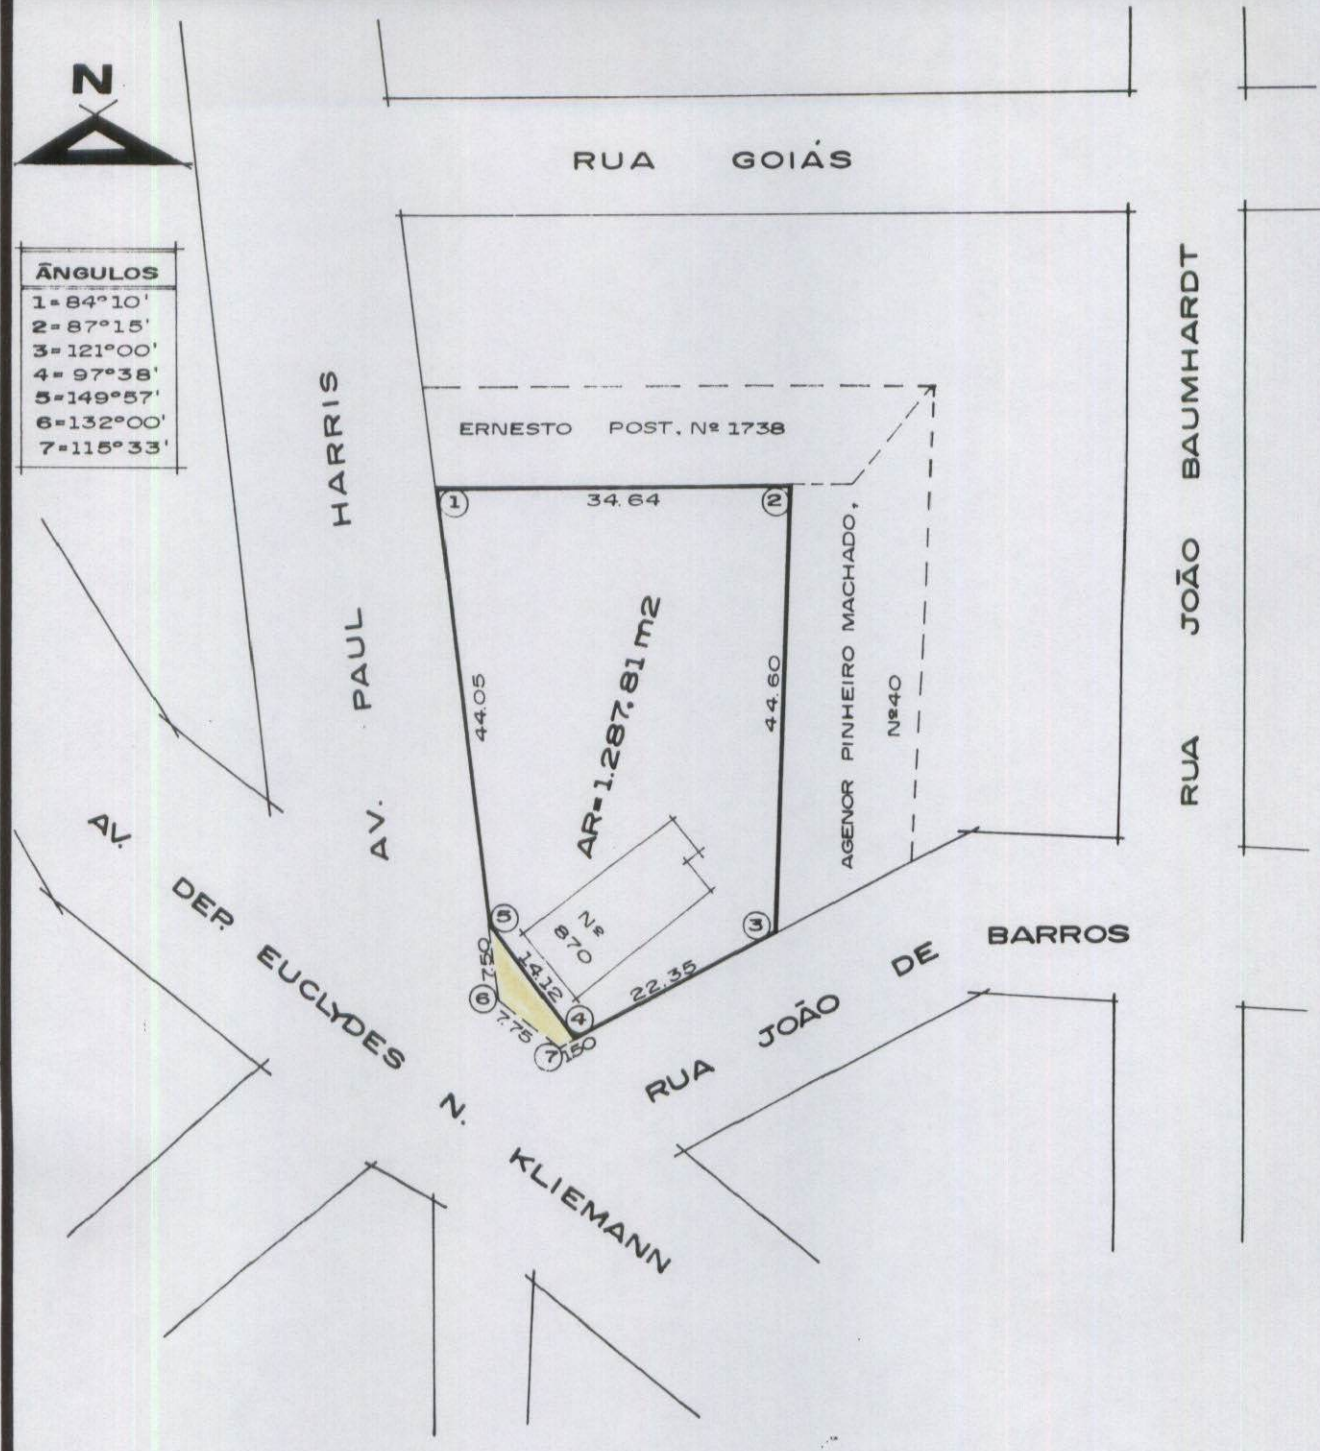 N
RUA GOIÁS
ÂNGULOS
1=84°10'
2=87°15'
3=121°00'
4=97°38'
5=149°57'
6=132°00'
7=115°33'
AV. PAUL HARRIS
RUA JOÃO BAUMHARDT
ERNESTO POST. Nº 1738
1
34.64
2
AGENOR PINHEIRO MACHADO,
Nº40
44.05
44.60
AR=1.287.81 m2
5
Nº
870
3
7.50
14.12
22.35
6
4
7.75
7
150
AV. DEP. EUCLYDES N. KLIEMANN
RUA JOÃO DE BARROS